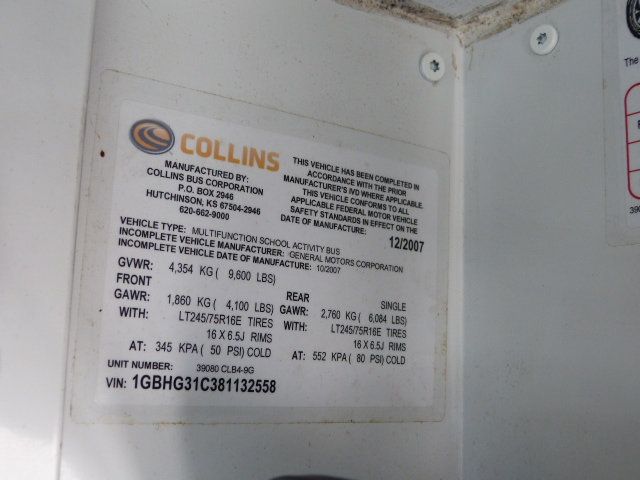 COLLINS
MANUFACTURED BY:
COLLINS BUS CORPORATION
P.O. BOX 2946
HUTCHINSON, KS 67504-2946
620-662-9000
THIS VEHICLE HAS BEEN COMPLETED IN
ACCORDANCE WITH THE PRIOR
MANUFACTURER'S IVD WHERE APPLICABLE.
THIS VEHICLE CONFORMS TO ALL
APPLICABLE FEDERAL MOTOR VEHICLE
SAFETY STANDARDS IN EFFECT ON THE
DATE OF MANUFACTURE: 12/2007
VEHICLE TYPE: MULTIFUNCTION SCHOOL ACTIVITY BUS
INCOMPLETE VEHICLE MANUFACTURER: GENERAL MOTORS CORPORATION
INCOMPLETE VEHICLE DATE OF MANUFACTURE: 10/2007
GVWR: 4,354 KG ( 9,600 LBS)
FRONT REAR SINGLE
GAWR: 1,860 KG ( 4,100 LBS) GAWR: 2,760 KG ( 6,084 LBS)
WITH: LT245/75R16E TIRES WITH: LT245/75R16E TIRES
16 X 6.5J RIMS 16 X 6.5J RIMS
AT: 345 KPA ( 50 PSI) COLD AT: 552 KPA ( 80 PSI) COLD
UNIT NUMBER: 39080 CLB4-9G
VIN: 1GBHG31C381132558
The